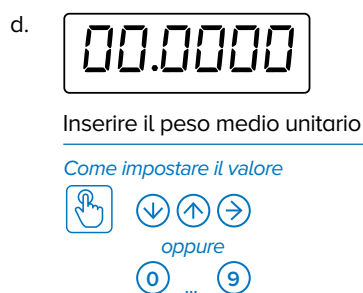 d.
00.0000
Inserire il peso medio unitario
Come impostare il valore
oppure
0 ... 9